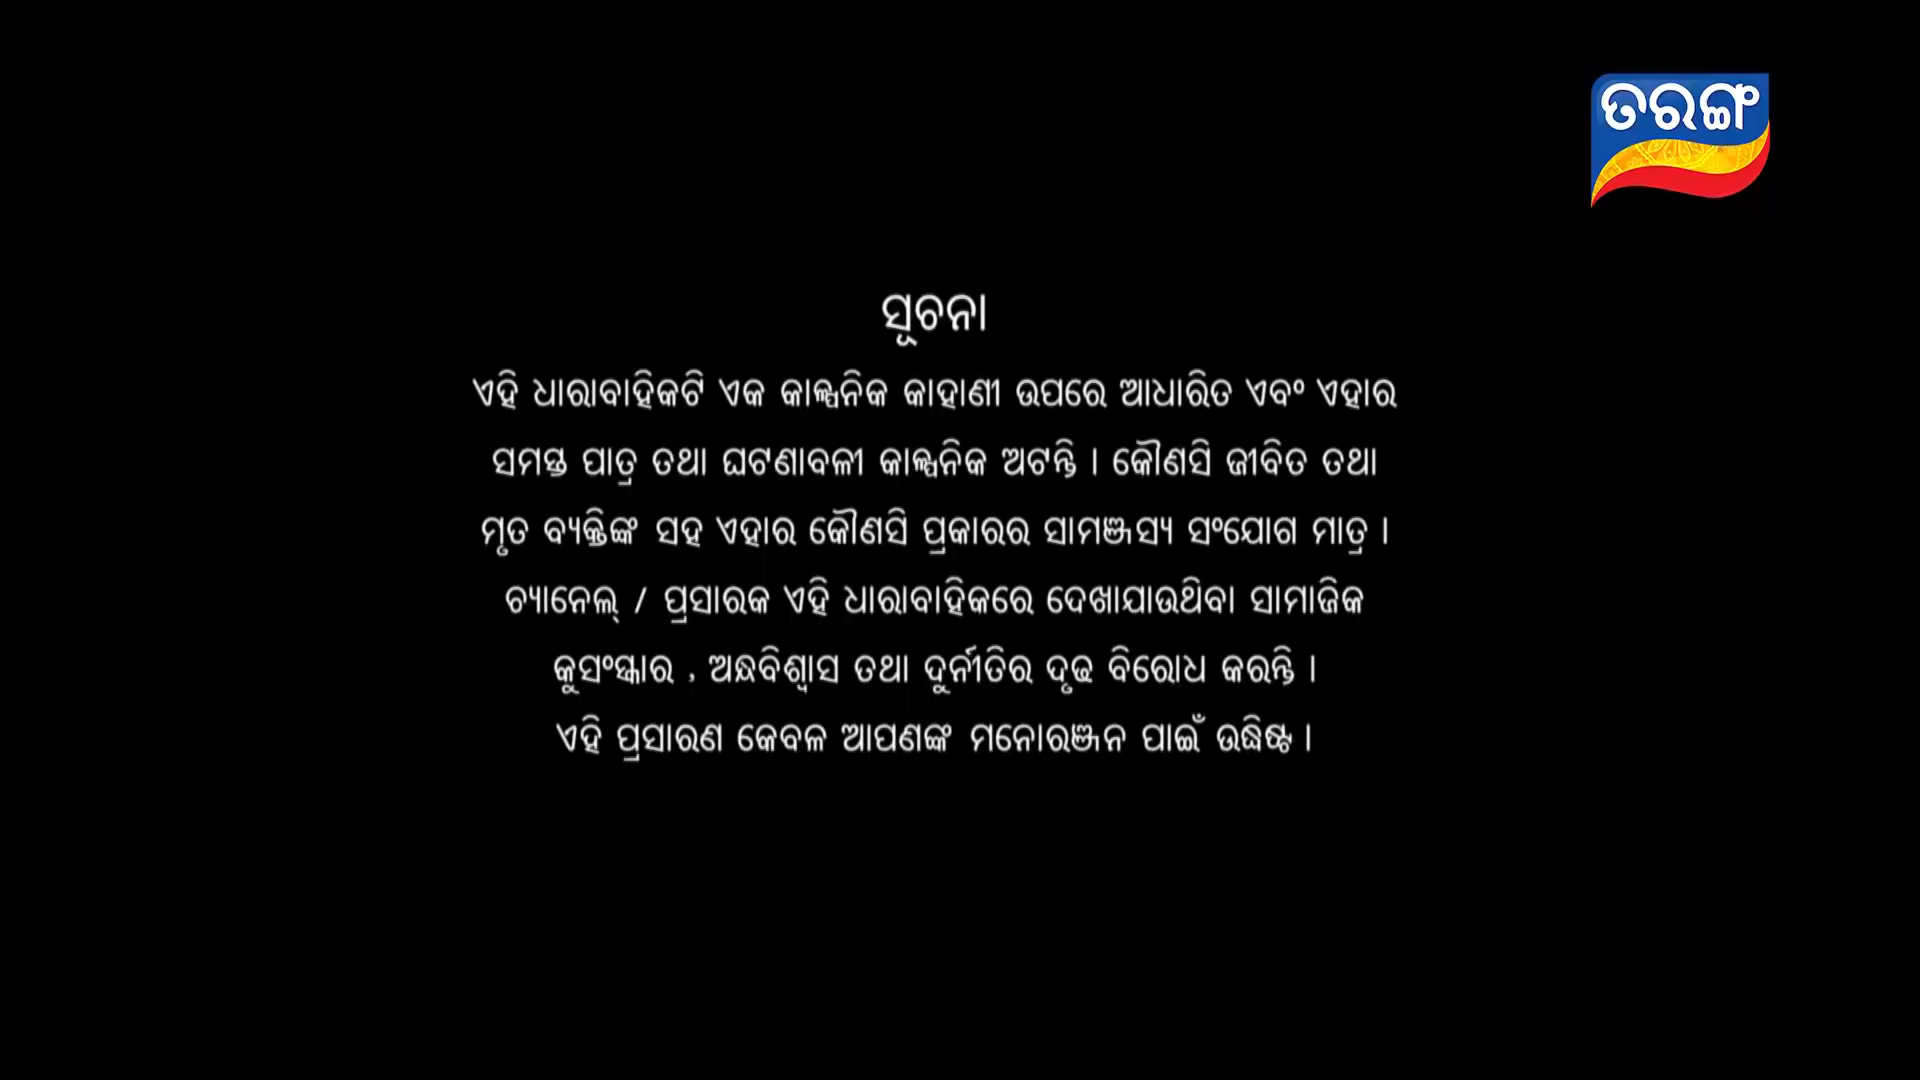 ତରଙ୍ଗ
ସୂଚନା
ଏହି ଧାରାବାହିକଟି ଏକ କାଳ୍ପନିକ କାହାଣୀ ଉପରେ ଆଧାରିତ ଏବଂ ଏହାର
ସମସ୍ତ ପାତ୍ର ତଥା ଘଟଣାବଳୀ କାଳ୍ପନିକ ଅଟନ୍ତି । କୌଣସି ଜୀବିତ ତଥା
ମୃତ ବ୍ୟକ୍ତିଙ୍କ ସହ ଏହାର କୌଣସି ପ୍ରକାରର ସାମଞ୍ଜସ୍ୟ ସଂଯୋଗ ମାତ୍ର ।
ଚ୍ୟାନେଲ୍ / ପ୍ରସାରକ ଏହି ଧାରାବାହିକରେ ଦେଖାଯାଉଥିବା ସାମାଜିକ
କୁସଂସ୍କାର , ଅନ୍ଧବିଶ୍ୱାସ ତଥା ଦୁର୍ନୀତିର ଦୃଢ ବିରୋଧ କରନ୍ତି ।
ଏହି ପ୍ରସାରଣ କେବଳ ଆପଣଙ୍କ ମନୋରଞ୍ଜନ ପାଇଁ ଉଦ୍ଧିଷ୍ଟ ।